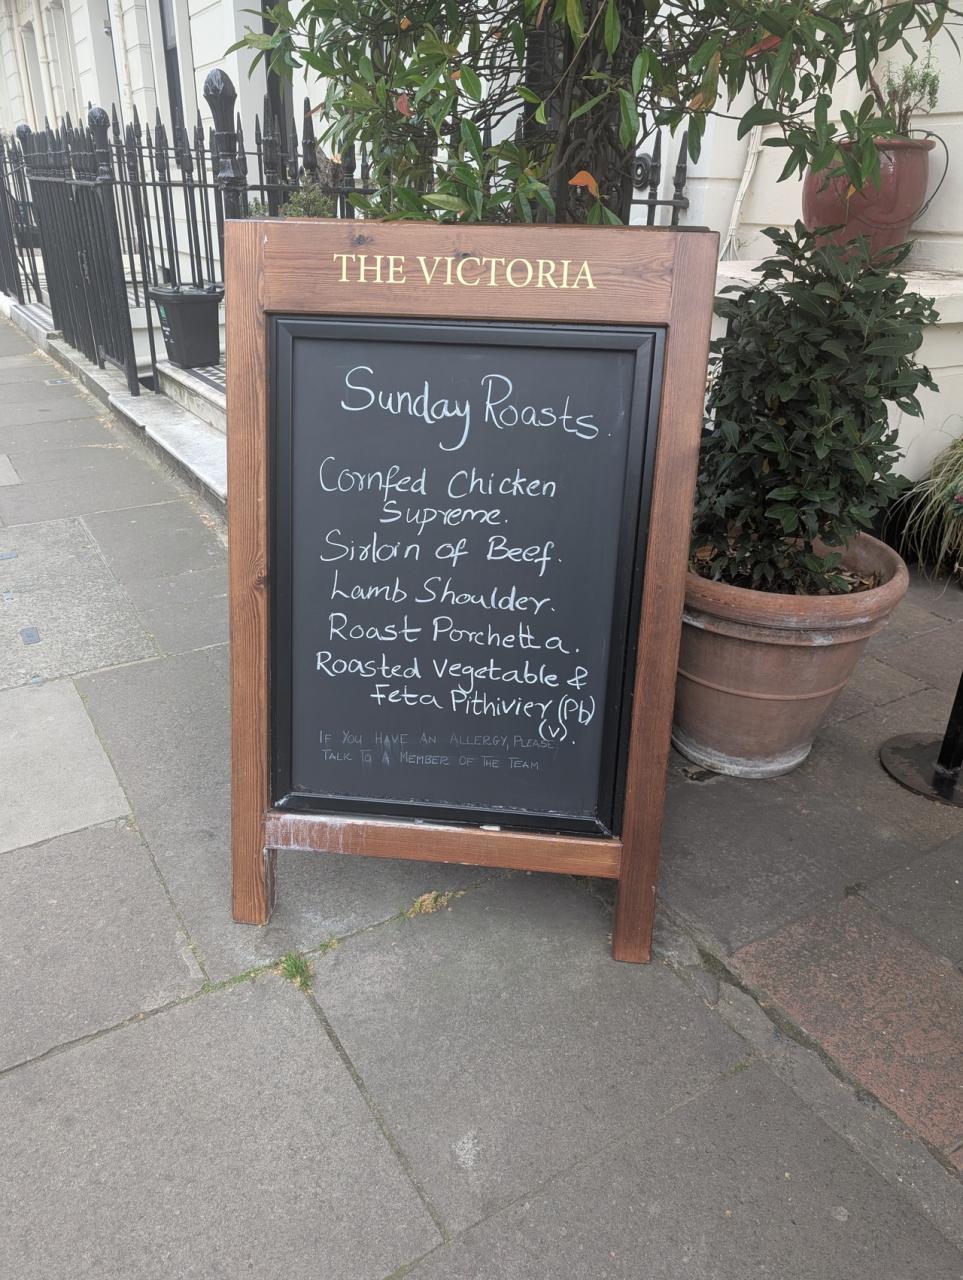 THE VICTORIA
Sunday Roasts.
Cornfed Chicken
Supreme.
Sirloin of Beef.
Lamb Shoulder.
Roast Porchetta.
Roasted Vegetable &
Feta Pithivier (Pb)
(v).
IF YOU HAVE AN ALLERGY, PLEASE
TALK TO A MEMBER OF THE TEAM